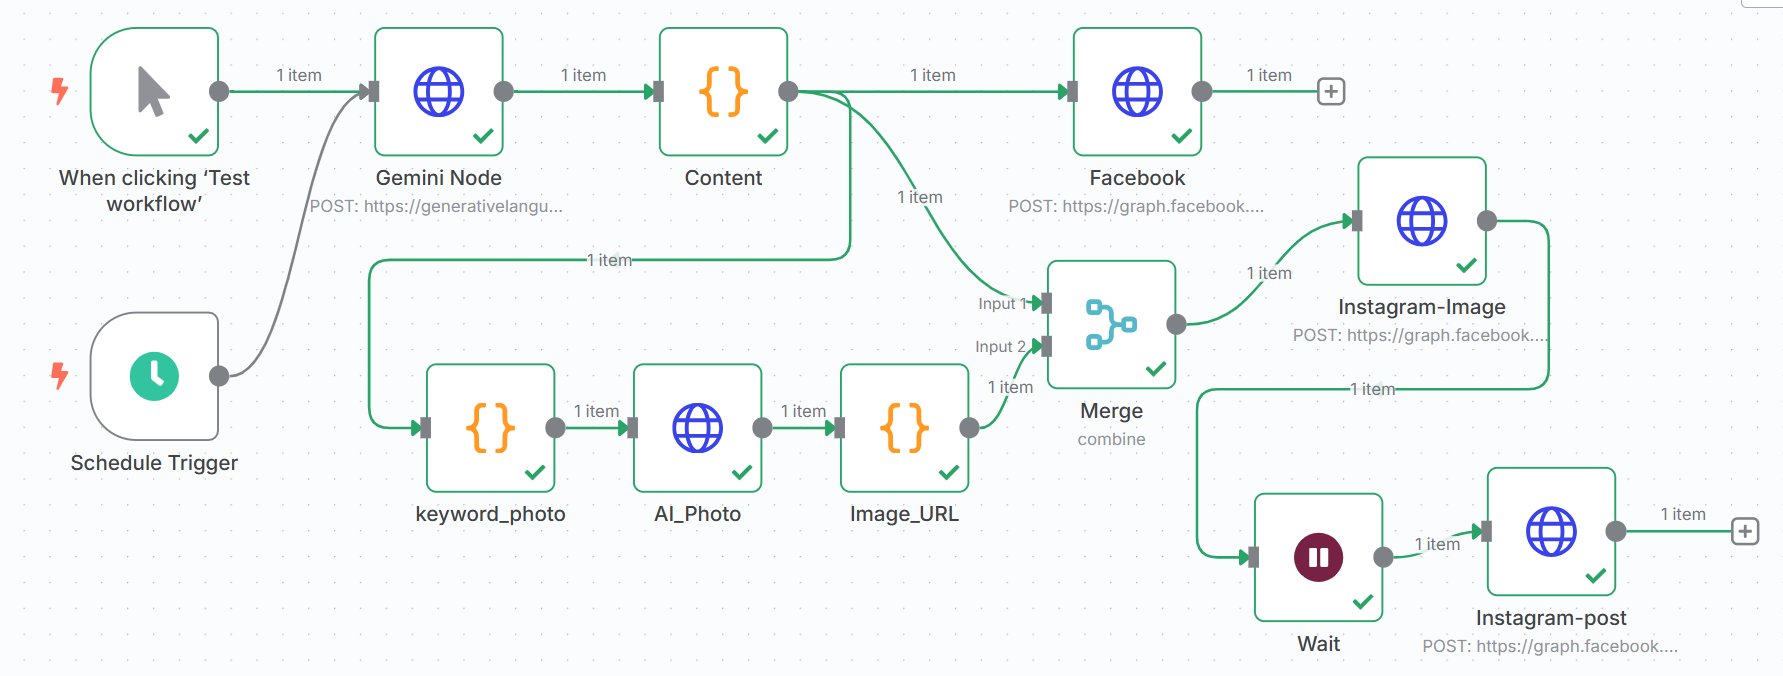 1 item
1 item
1 item
1 item
When clicking ‘Test
workflow’
Gemini Node
POST: https://generativelangu...
Content
Facebook
POST: https://graph.facebook....
1 item
1 item
Input 1
Input 2
1 item
Merge
combine
1 item
Instagram-Image
POST: https://graph.facebook....
1 item
Schedule Trigger
1 item
1 item
keyword_photo
AI_Photo
Image_URL
Wait
1 item
1 item
Instagram-post
POST: https://graph.facebook....